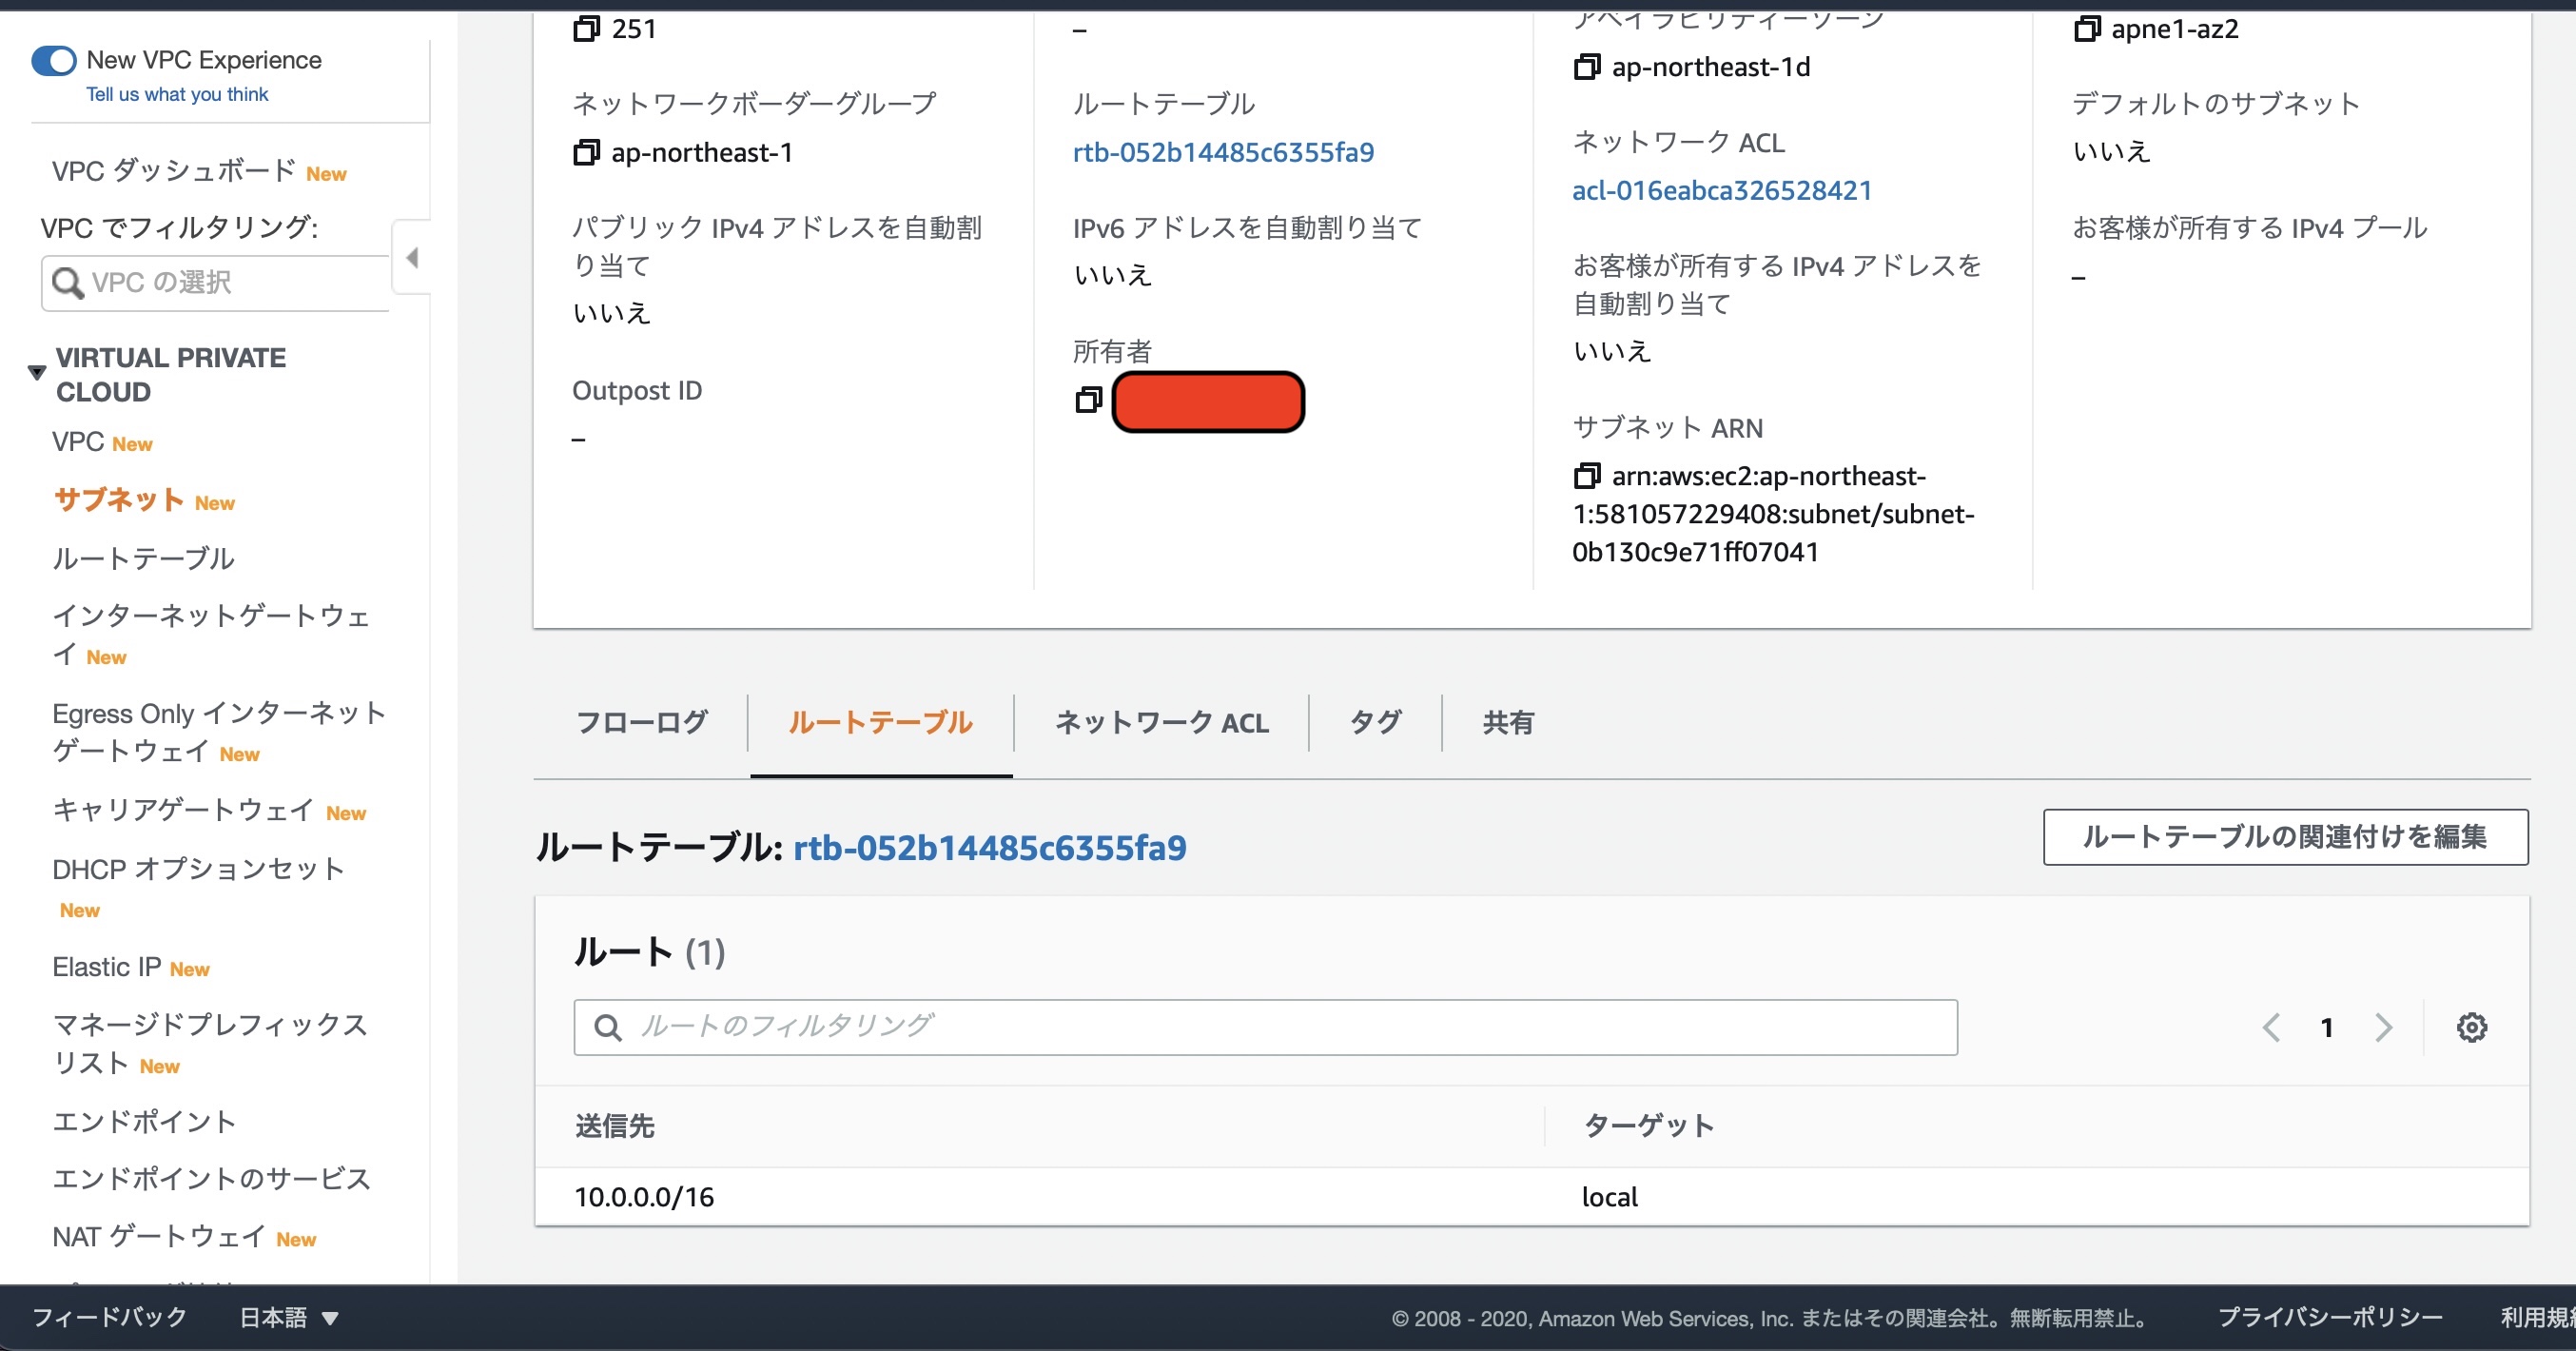 New VPC Experience
Tell us what you think
VPC ダッシュボード New
VPC でフィルタリング:
VPC の選択
VIRTUAL PRIVATE
CLOUD
VPC New
サブネット New
ルートテーブル
インターネットゲートウェ
イ New
Egress Only インターネット
ゲートウェイ New
キャリアゲートウェイ New
DHCP オプションセット
New
Elastic IP New
マネージドプレフィックス
リスト New
エンドポイント
エンドポイントのサービス
NAT ゲートウェイ New
251
ネットワークボーダーグループ
ap-northeast-1
パブリック IPv4 アドレスを自動割
り当て
いいえ
Outpost ID
–
–
ルートテーブル
rtb-052b14485c6355fa9
IPv6 アドレスを自動割り当て
いいえ
所有者
アベイラビリティーゾーン
ap-northeast-1d
ネットワーク ACL
acl-016eabca326528421
お客様が所有する IPv4 アドレスを
自動割り当て
いいえ
サブネット ARN
arn:aws:ec2:ap-northeast-
1:581057229408:subnet/subnet-
0b130c9e71ff07041
apne1-az2
デフォルトのサブネット
いいえ
お客様が所有する IPv4 プール
–
フローログ
ルートテーブル
ネットワーク ACL
タグ
共有
ルートテーブル: rtb-052b14485c6355fa9
ルートテーブルの関連付けを編集
ルート (1)
ルートのフィルタリング
1
送信先
ターゲット
10.0.0.0/16
local
フィードバック
日本語
© 2008 - 2020, Amazon Web Services, Inc. またはその関連会社。無断転用禁止。
プライバシーポリシー
利用規